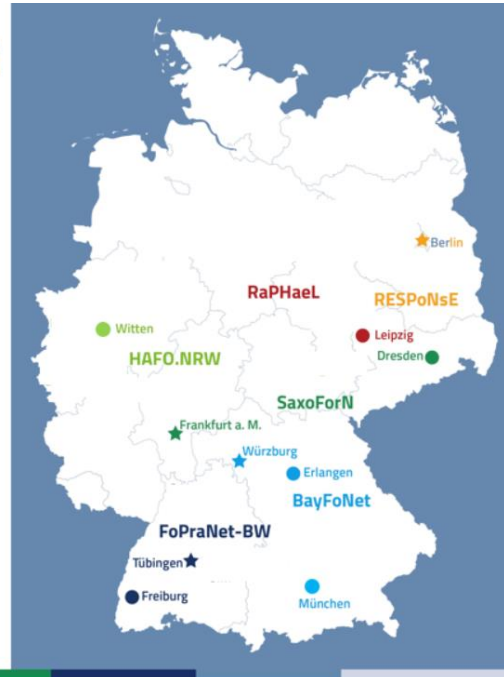 Berlin
RaPHaeL
RESPoNsE
Witten
Leipzig
HAFO.NRW
Dresden
SaxoForN
Frankfurt a. M.
Würzburg
Erlangen
BayFoNet
FoPraNet-BW
Tübingen
Freiburg
München